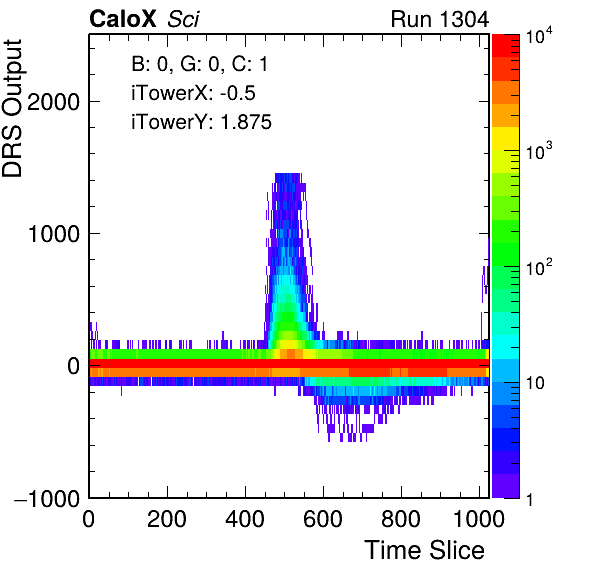 CaloX Sci Run 1304
B: 0, G: 0, C: 1
iTowerX: -0.5
iTowerY: 1.875
DRS Output
2000
1000
0
−1000
0 200 400 600 800 1000
Time Slice
10^4
10^3
10^2
10
1